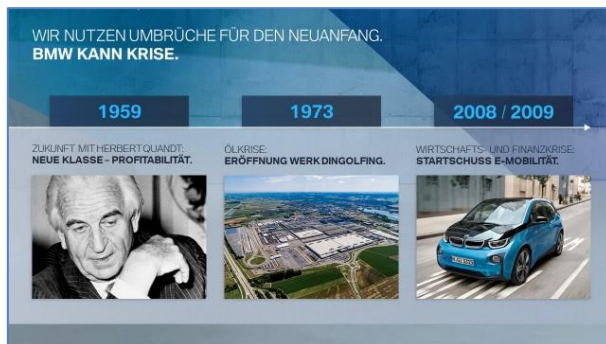 WIR NUTZEN UMBRÜCHE FÜR DEN NEUANFANG.
BMW KANN KRISE.
1959
1973
2008 / 2009
ZUKUNFT MIT HERBERT QUANDT:
NEUE KLASSE – PROFITABILITÄT.
ÖLKRISE:
ERÖFFNUNG WERK DINGOLFING.
WIRTSCHAFTS- UND FINANZKRISE:
STARTSCHUSS E-MOBILITÄT.